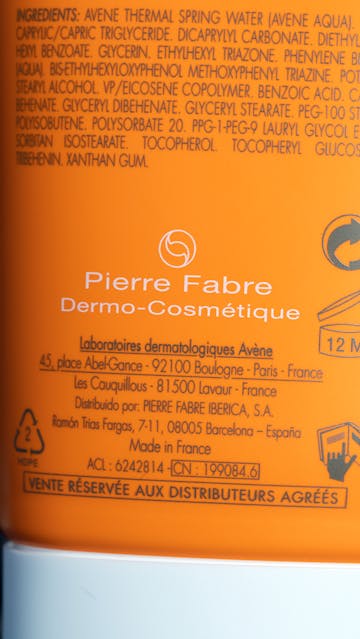 INGREDIENTS: AVENE THERMAL SPRING WATER (AVENE AQUA).
CAPRYLIC/CAPRIC TRIGLYCERIDE. DICAPRYLYL CARBONATE. DIETHYL
HEXYL BENZOATE. GLYCERIN. ETHYLHEXYL TRIAZONE. PHENYLENE BI
(AQUA). BIS-ETHYLHEXYLOXYPHENOL METHOXYPHENYL TRIAZINE. POT
STEARYL ALCOHOL. VP/EICOSENE COPOLYMER. BENZOIC ACID. CA
BEHENATE. GLYCERYL DIBEHENATE. GLYCERYL STEARATE. PEG-100 ST
POLYISOBUTENE. POLYSORBATE 20. PPG-1-PEG-9 LAURYL GLYCOL E
SORBITAN ISOSTEARATE. TOCOPHEROL. TOCOPHERYL GLUCOS
TRIBEHENIN. XANTHAN GUM.
Pierre Fabre
Dermo-Cosmétique
Laboratoires dermatologiques Avène
45, place Abel-Gance - 92100 Boulogne - Paris - France
Les Cauquillous - 81500 Lavaur - France
Distribuido por: PIERRE FABRE IBERICA, S.A.
Ramón Trias Fargas, 7-11, 08005 Barcelona – España
Made in France
ACL : 6242814 - CN : 199084.6
VENTE RÉSERVÉE AUX DISTRIBUTEURS AGRÉÉS
2
HDPE
12 M